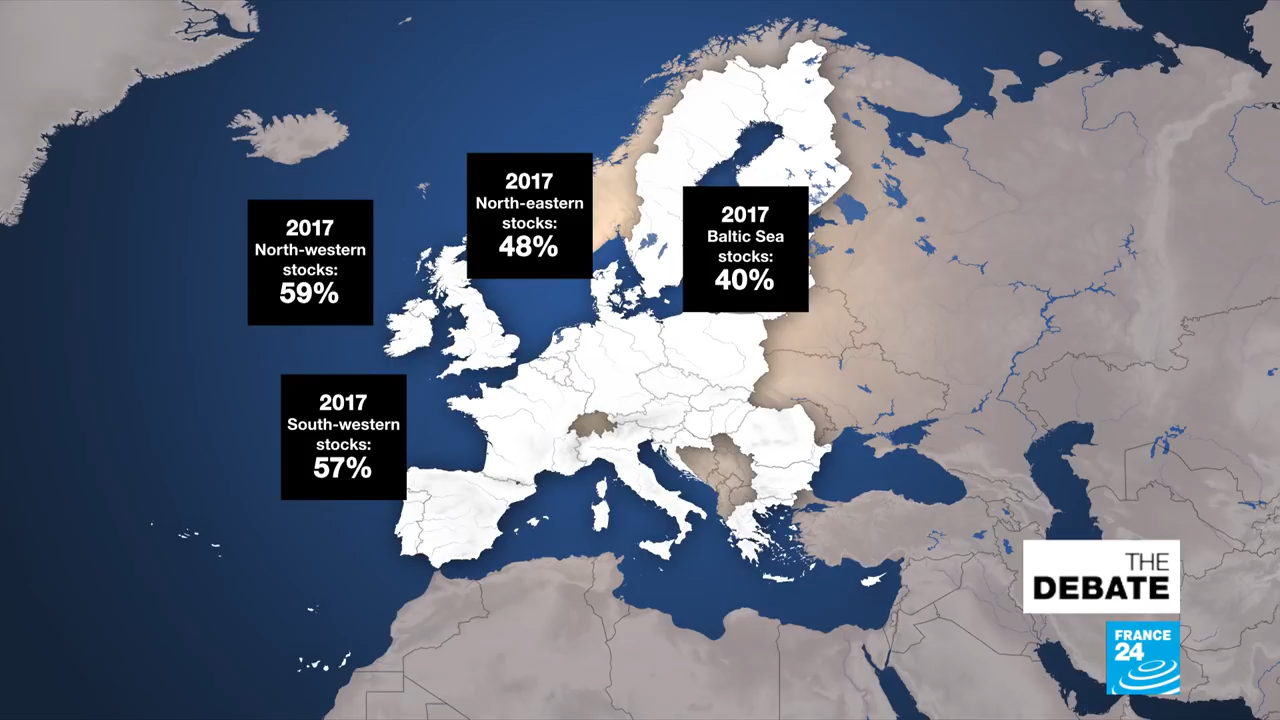 2017
North-eastern
stocks:
48%
2017
Baltic Sea
stocks:
40%
2017
North-western
stocks:
59%
2017
South-western
stocks:
57%
THE
DEBATE
FRANCE
24